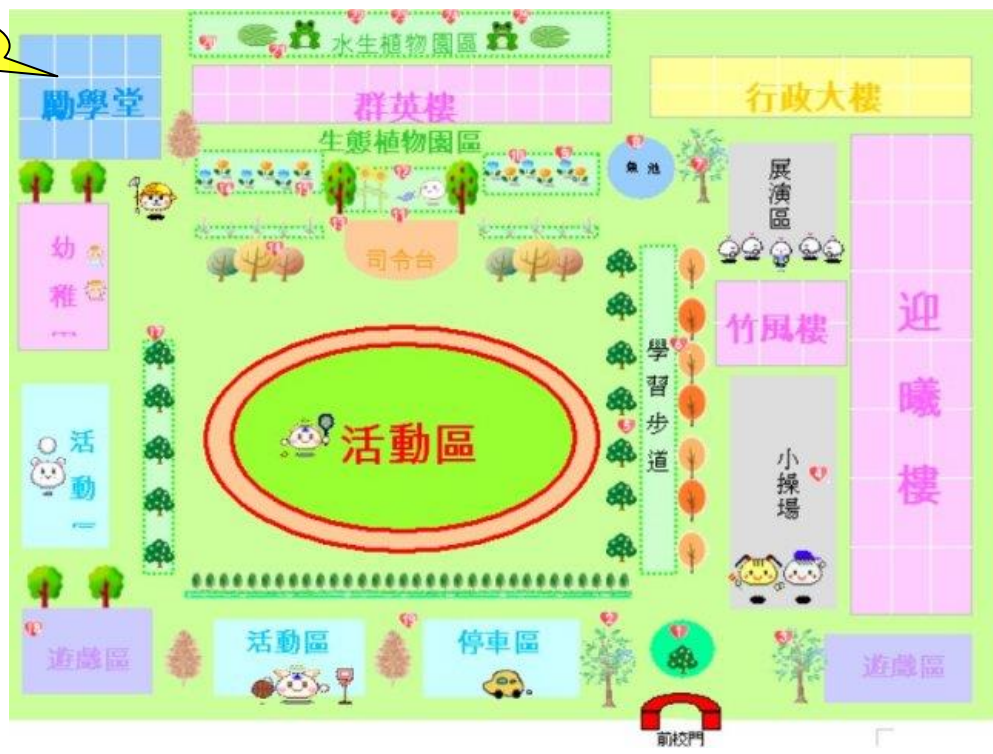 水生植物園區
勵學堂
群英樓
行政大樓
生態植物園區
魚池
展演區
幼稚
司令台
竹風樓
迎曦樓
學習步道
活動區
活動
小操場
遊戲區
活動區
停車區
遊戲區
前校門